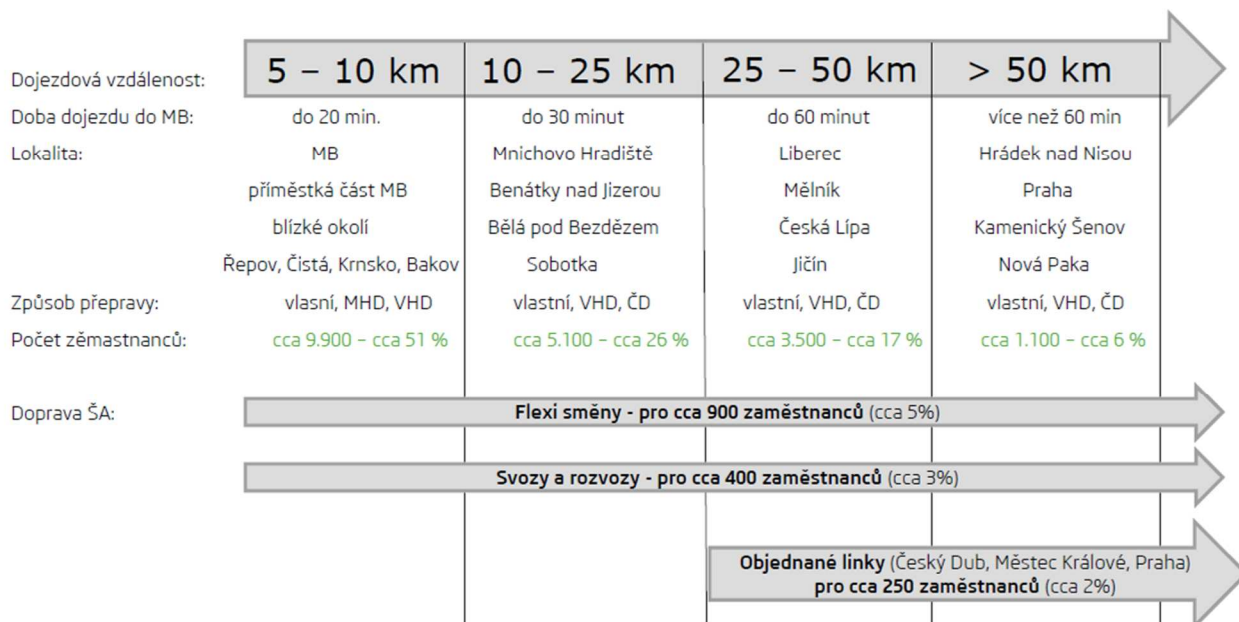 Dojezdová vzdálenost: 5 – 10 km 10 – 25 km 25 – 50 km > 50 km
Doba dojezdu do MB: do 20 min. do 30 minut do 60 minut více než 60 min
Lokalita: MB Mnichovo Hradiště Liberec Hrádek nad Nisou
příměstká část MB Benátky nad Jizerou Mělník Praha
blízké okolí Bělá pod Bezdězem Česká Lípa Kamenický Šenov
Řepov, Čistá, Krnsko, Bakov Sobotka Jičín Nová Paka
Způsob přepravy: vlasní, MHD, VHD vlastní, VHD, ČD vlastní, VHD, ČD vlastní, VHD, ČD
Počet zěmastnanců: cca 9.900 – cca 51 % cca 5.100 – cca 26 % cca 3.500 – cca 17 % cca 1.100 – cca 6 %
Doprava ŠA: Flexi směny - pro cca 900 zaměstnanců (cca 5%)
Svozy a rozvozy - pro cca 400 zaměstnanců (cca 3%)
Objednané linky (Český Dub, Městec Králové, Praha)
pro cca 250 zaměstnanců (cca 2%)